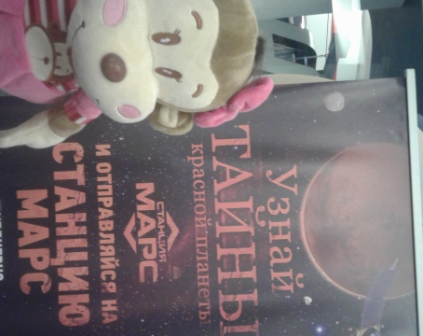 Узнай
ТАЙНЫ
красной планеты
СТАНЦИЯ
МАРС
И ОТПРАВЛЯЙСЯ НА
СТАНЦИЮ
МАРС